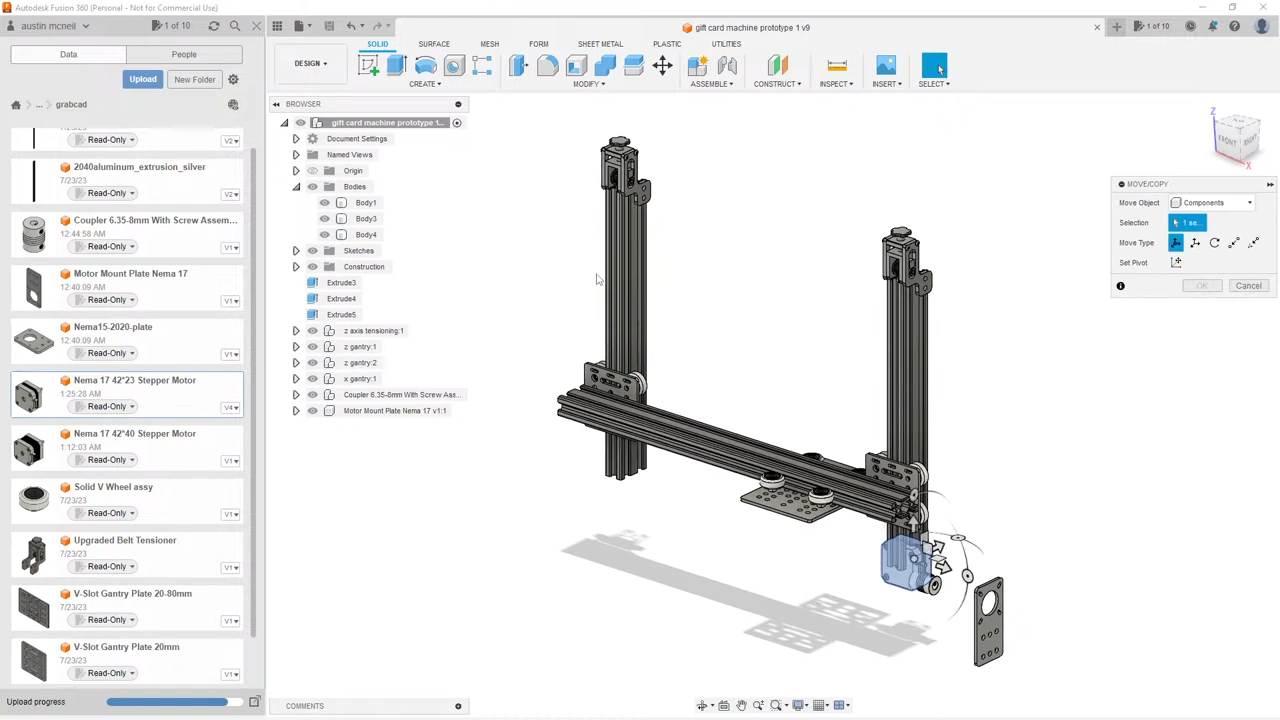 Autodesk Fusion 360 (Personal - Not for Commercial Use)
austin mcneil
1 of 10
gift card machine prototype 1 v9
1 of 10
Data
People
Upload
New Folder
... grabcad
Read-Only V2
2040aluminum_extrusion_silver
7/23/23
Read-Only V2
Coupler 6.35-8mm With Screw Assem...
12:44:58 AM
Read-Only V1
Motor Mount Plate Nema 17
12:40:09 AM
Read-Only V1
Nema15-2020-plate
12:40:09 AM
Read-Only V1
Nema 17 42*23 Stepper Motor
1:25:28 AM
Read-Only V4
Nema 17 42*40 Stepper Motor
1:12:03 AM
Read-Only V1
Solid V Wheel assy
7/23/23
Read-Only V1
Upgraded Belt Tensioner
7/23/23
Read-Only V1
V-Slot Gantry Plate 20-80mm
7/23/23
Read-Only V1
V-Slot Gantry Plate 20mm
7/23/23
Read-Only V1
Upload progress
DESIGN
SOLID SURFACE MESH FORM SHEET METAL PLASTIC UTILITIES
CREATE MODIFY ASSEMBLE CONSTRUCT INSPECT INSERT SELECT
BROWSER
gift card machine prototype 1...
Document Settings
Named Views
Origin
Bodies
Body1
Body3
Body4
Sketches
Construction
Extrude3
Extrude4
Extrude5
z axis tensioning:1
z gantry:1
z gantry:2
x gantry:1
Coupler 6.35-8mm With Screw Ass...
Motor Mount Plate Nema 17 v1:1
COMMENTS
Z
FRONT
RIGHT
X
MOVE/COPY
Move Object Components
Selection 1 se...
Move Type
Set Pivot
OK Cancel